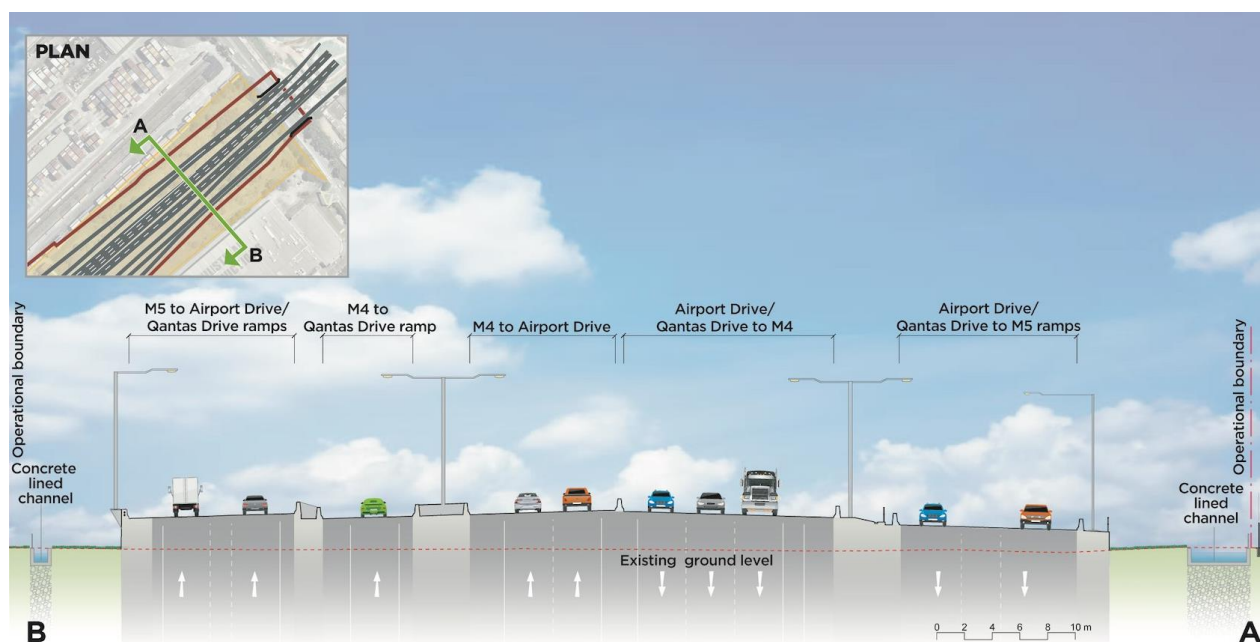 PLAN
A
B
M5 to Airport Drive/
Qantas Drive ramps
M4 to
Qantas Drive ramp
M4 to Airport Drive
Airport Drive/
Qantas Drive to M4
Airport Drive/
Qantas Drive to M5 ramps
Operational boundary
Operational boundary
Concrete
lined
channel
Concrete
lined
channel
Existing ground level
0 2 4 6 8 10 m
B
A